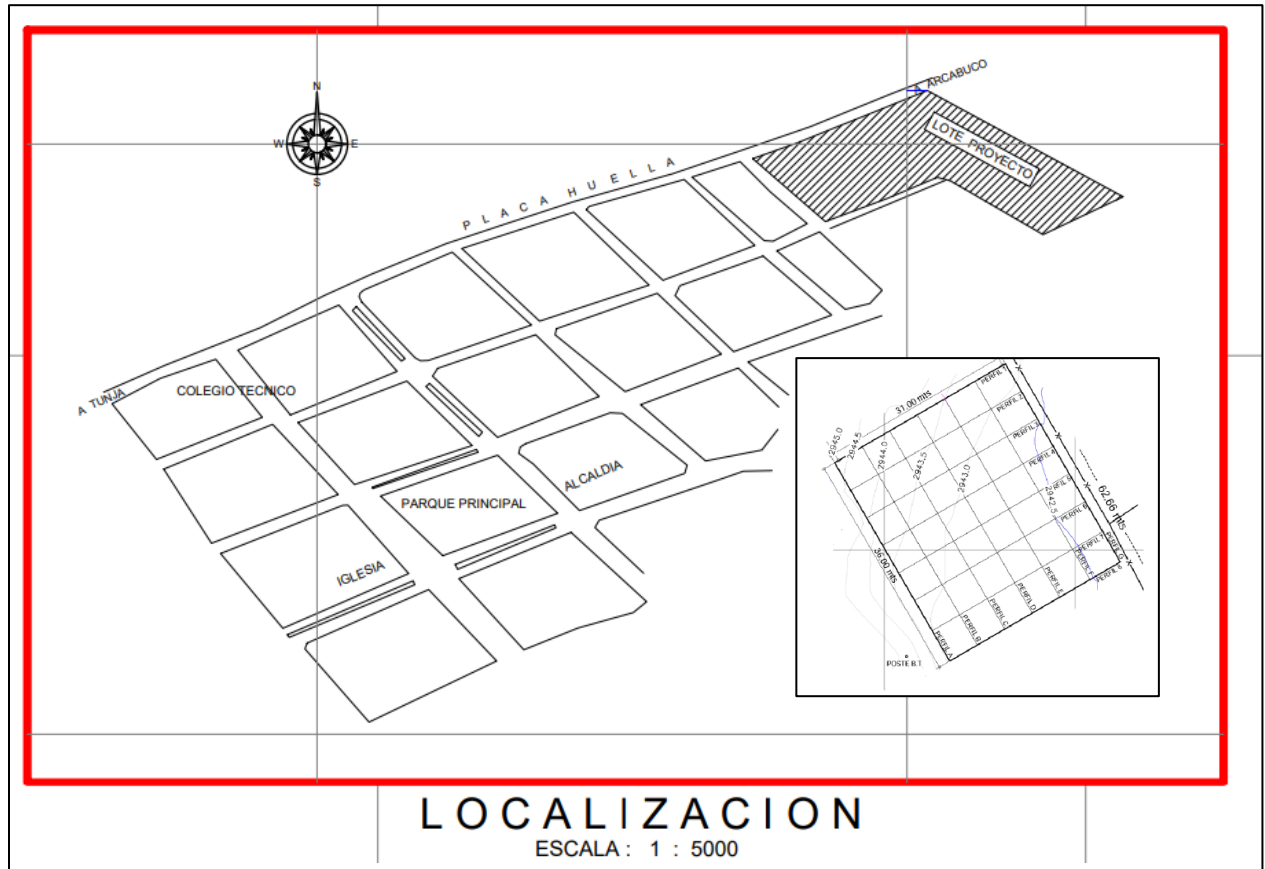 N
W E
S
A ARCABUCO
LOTE PROYECTO
PLACA HUELLA
COLEGIO TECNICO
A TUNJA
ALCALDIA
PARQUE PRINCIPAL
IGLESIA
31.00 mts
PERFIL 1
PERFIL 2
PERFIL 3
PERFIL 4
PERFIL 7
2945.0
2944.5
2944.0
2943.5
2943.0
2942.5
62.66 mts
36.00 mts
PERFIL A
PERFIL B
PERFIL C
PERFIL D
PERFIL E
PERFIL F
PERFIL G
POSTE B.T.
LOCALIZACION
ESCALA : 1 : 5000